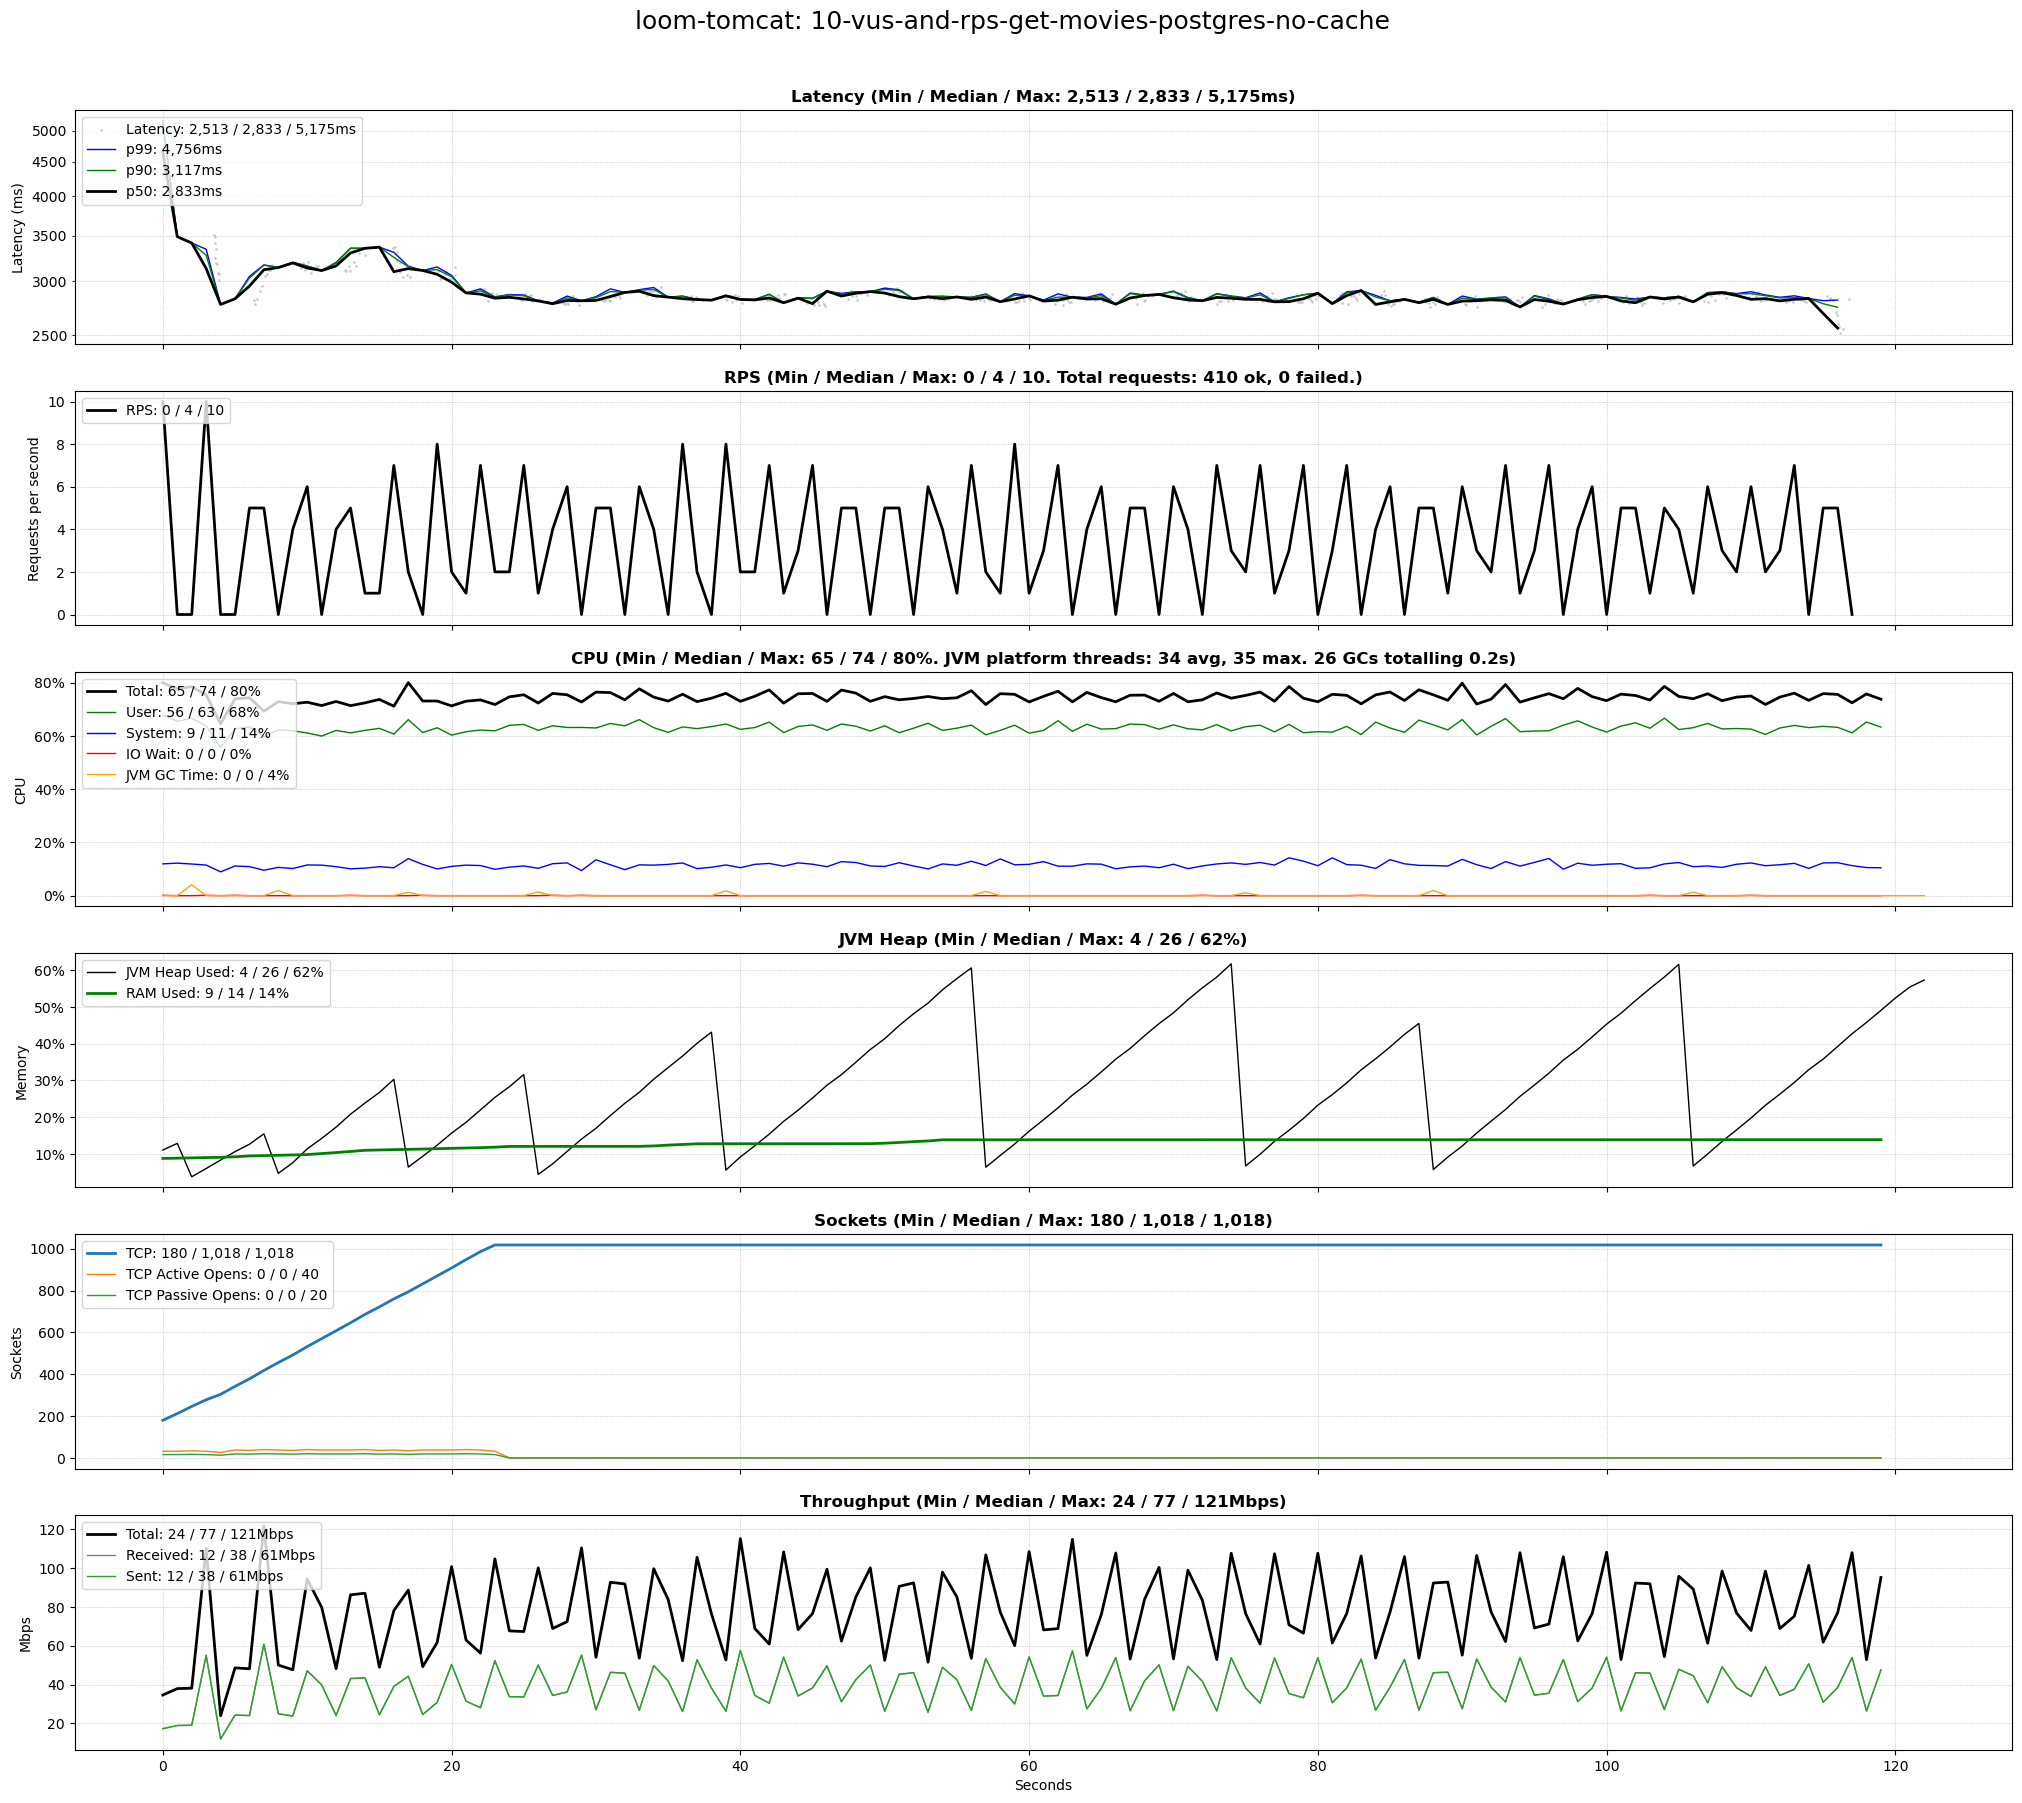 loom-tomcat: 10-vus-and-rps-get-movies-postgres-no-cache
Latency (Min / Median / Max: 2,513 / 2,833 / 5,175ms)
Latency (ms)
5000
4500
4000
3500
3000
2500
Latency: 2,513 / 2,833 / 5,175ms
p99: 4,756ms
p90: 3,117ms
p50: 2,833ms
RPS (Min / Median / Max: 0 / 4 / 10. Total requests: 410 ok, 0 failed.)
Requests per second
10
8
6
4
2
0
RPS: 0 / 4 / 10
CPU (Min / Median / Max: 65 / 74 / 80%. JVM platform threads: 34 avg, 35 max. 26 GCs totalling 0.2s)
CPU
80%
60%
40%
20%
0%
Total: 65 / 74 / 80%
User: 56 / 63 / 68%
System: 9 / 11 / 14%
IO Wait: 0 / 0 / 0%
JVM GC Time: 0 / 0 / 4%
JVM Heap (Min / Median / Max: 4 / 26 / 62%)
Memory
60%
50%
40%
30%
20%
10%
JVM Heap Used: 4 / 26 / 62%
RAM Used: 9 / 14 / 14%
Sockets (Min / Median / Max: 180 / 1,018 / 1,018)
Sockets
1000
800
600
400
200
0
TCP: 180 / 1,018 / 1,018
TCP Active Opens: 0 / 0 / 40
TCP Passive Opens: 0 / 0 / 20
Throughput (Min / Median / Max: 24 / 77 / 121Mbps)
Mbps
120
100
80
60
40
20
Total: 24 / 77 / 121Mbps
Received: 12 / 38 / 61Mbps
Sent: 12 / 38 / 61Mbps
0 20 40 60 80 100 120
Seconds